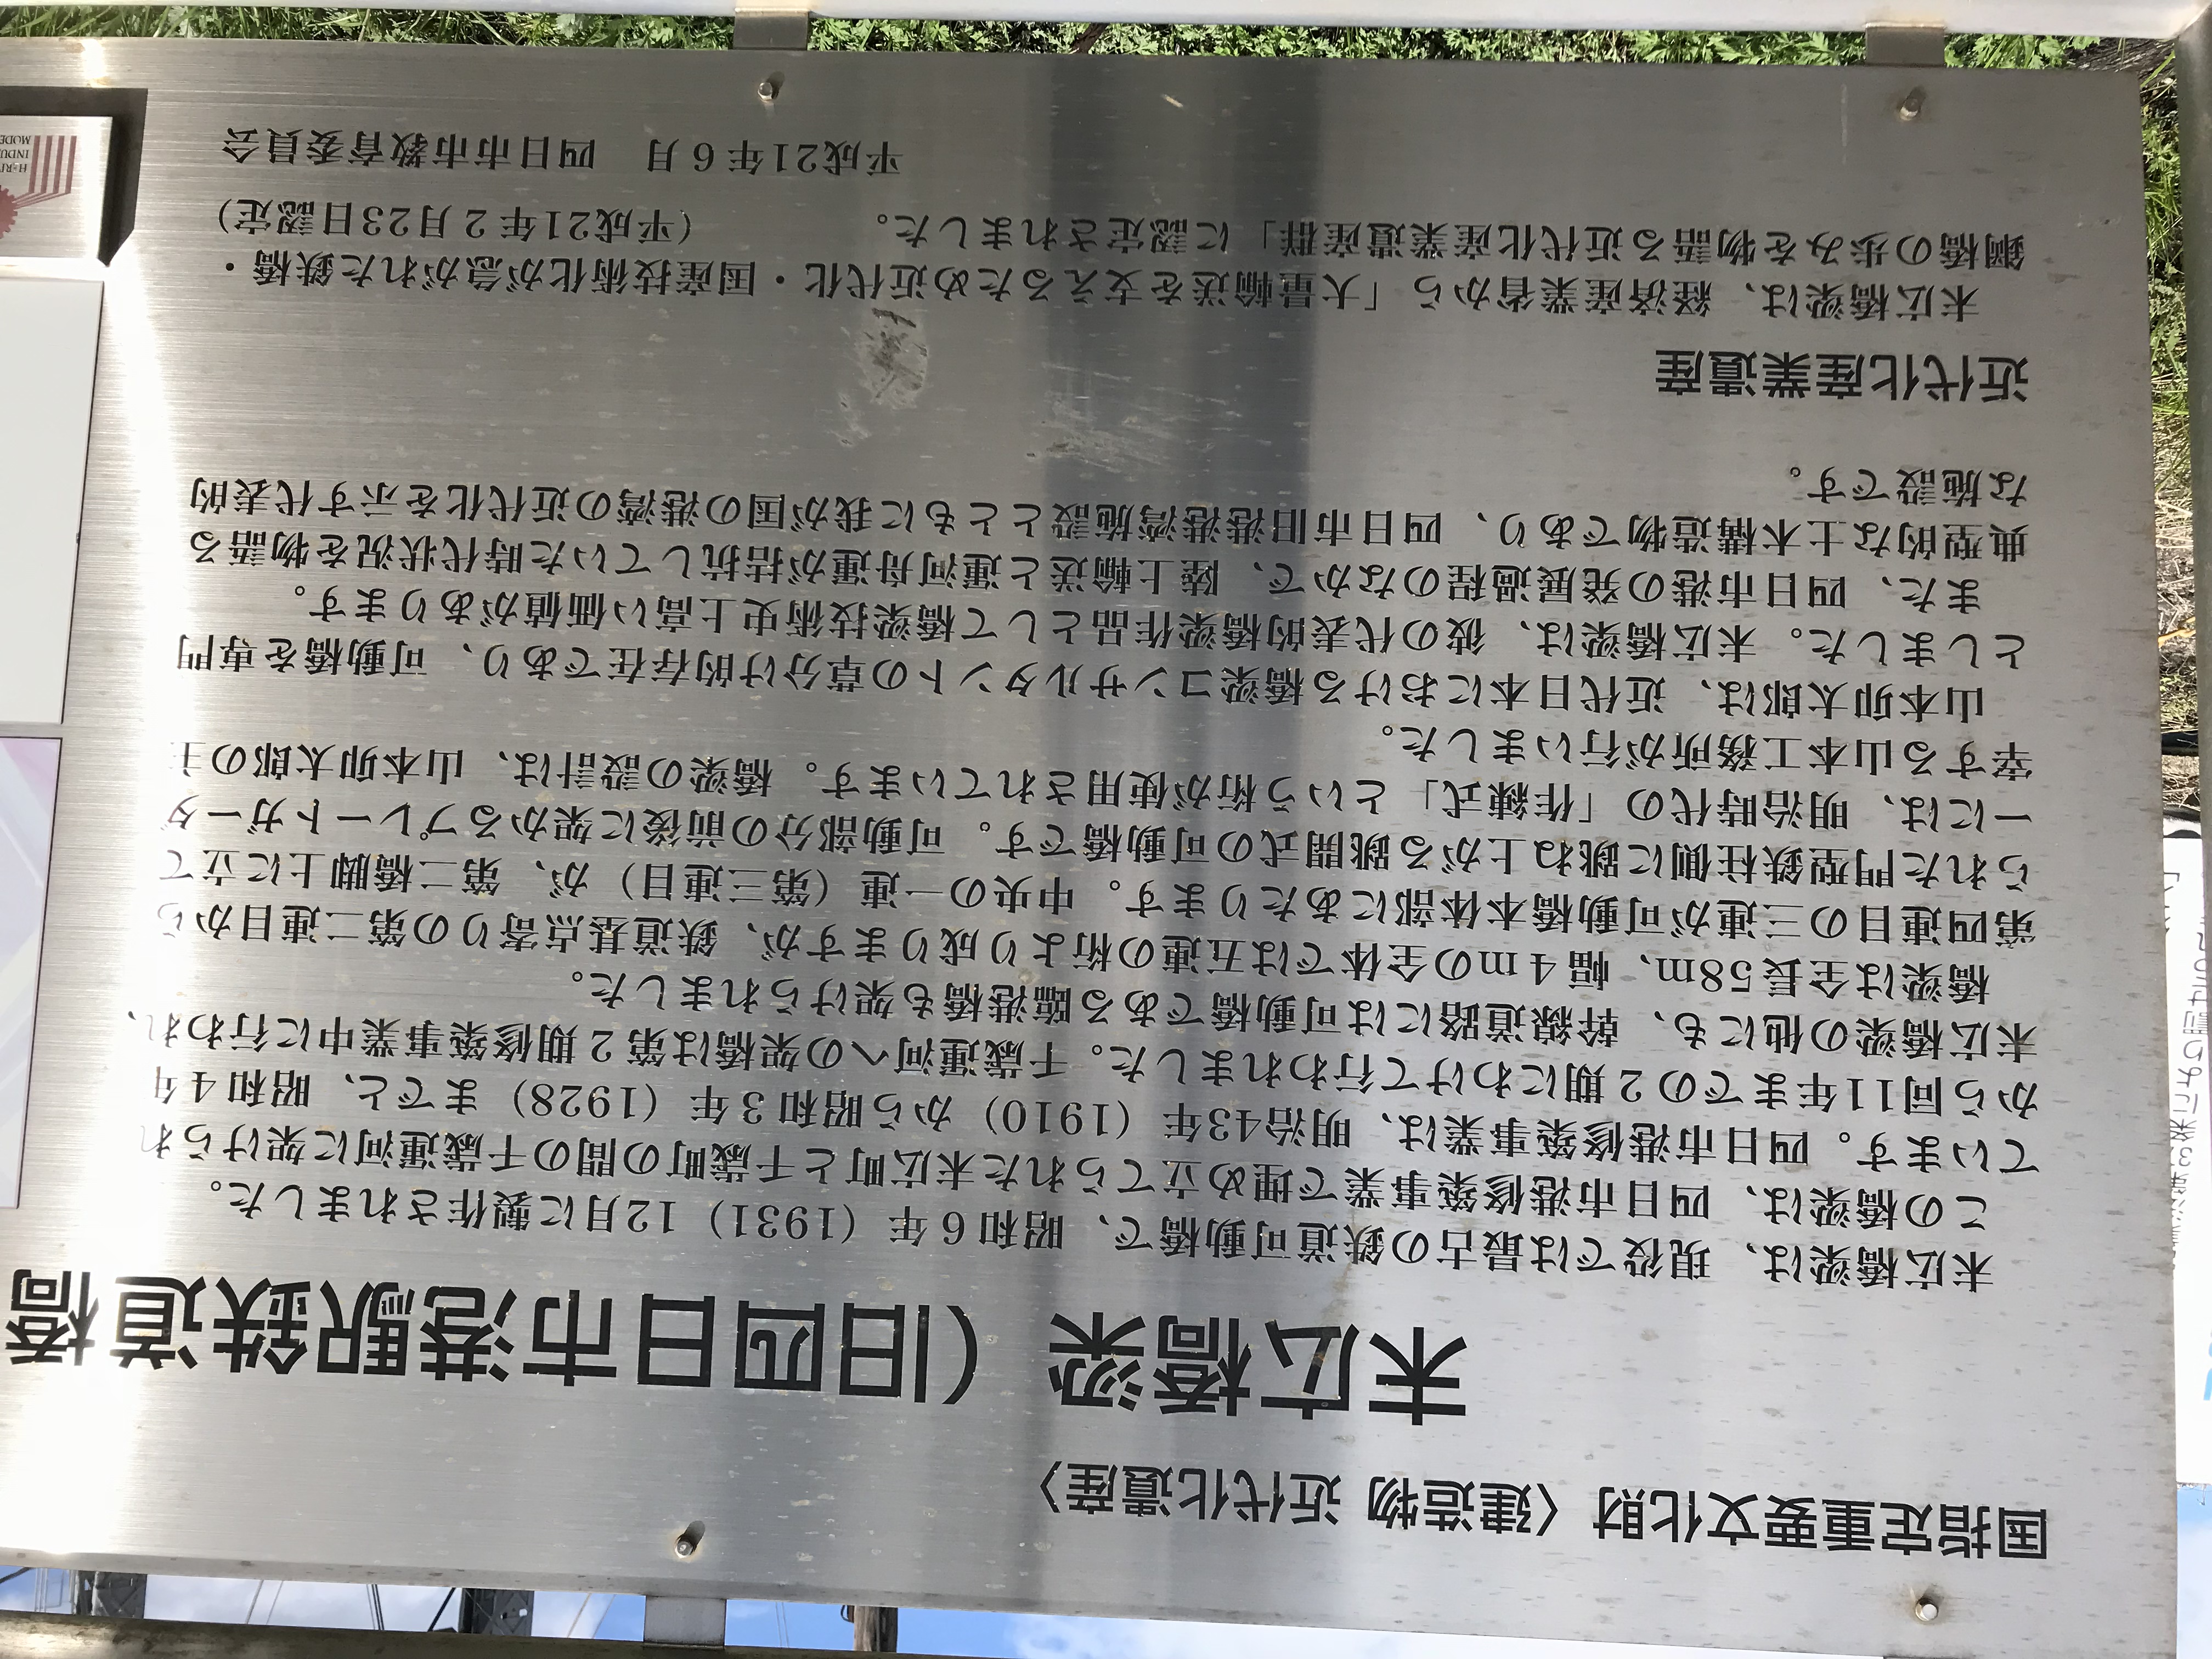 国指定重要文化財〈建造物 近代化遺産〉
末広橋梁（旧四日市港駅鉄道橋
末広橋梁は、現役では最古の鉄道可動橋で、昭和６年（1931）12月に製作されました。
この橋梁は、四日市港修築事業で埋め立てられた末広町と千歳町の間の千歳運河に架けられ
ています。四日市港修築事業は、明治43年（1910）から昭和３年（1928）までと、昭和４年
から同11年までの２期にわけて行われました。千歳運河への架橋は第２期修築事業中に行われ、
末広橋梁の他にも、幹線道路には可動橋である臨港橋も架けられました。
橋梁は全長58m、幅４mの全体では五連の桁より成りますが、鉄道基点寄りの第二連目から
第四連目の三連が可動橋本体部にあたります。中央の一連（第三連目）が、第二橋脚上に立て
られた門型鉄柱側に跳ね上がる跳開式の可動橋です。可動部分の前後に架かるプレートガーダ
ーには、明治時代の「作錬式」という桁が使用されています。橋梁の設計は、山本卯太郎の主
宰する山本工務所が行いました。
山本卯太郎は、近代日本における橋梁コンサルタントの草分け的存在であり、可動橋を専門
としました。末広橋梁は、彼の代表的橋梁作品として橋梁技術史上高い価値があります。
また、四日市港の発展過程のなかで、陸上輸送と運河舟運が拮抗していた時代状況を物語る
典型的な土木構造物であり、四日市旧港港湾施設とともに我が国の港湾の近代化を示す代表的
な施設です。
近代化産業遺産
末広橋梁は、経済産業省から「大量輸送を支えるため近代化・国産技術化が急がれた鉄橋・
鋼橋の歩みを物語る近代化産業遺産群」に認定されました。　（平成21年２月23日認定）
平成21年６月　四日市市教育委員会